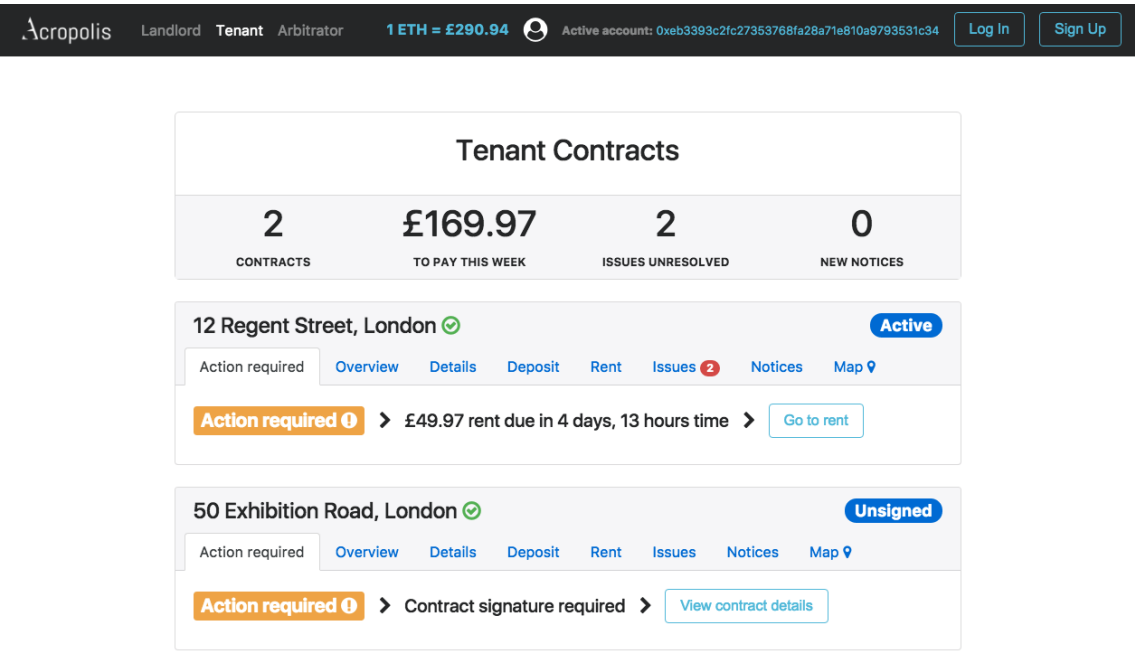 Acropolis Landlord Tenant Arbitrator 1 ETH = £290.94 Active account: 0xeb3393c2fc27353768fa28a71e810a9793531c34 Log In Sign Up
Tenant Contracts
2 £169.97 2 0
CONTRACTS TO PAY THIS WEEK ISSUES UNRESOLVED NEW NOTICES
12 Regent Street, London Active
Action required Overview Details Deposit Rent Issues 2 Notices Map
Action required £49.97 rent due in 4 days, 13 hours time Go to rent
50 Exhibition Road, London Unsigned
Action required Overview Details Deposit Rent Issues Notices Map
Action required Contract signature required View contract details